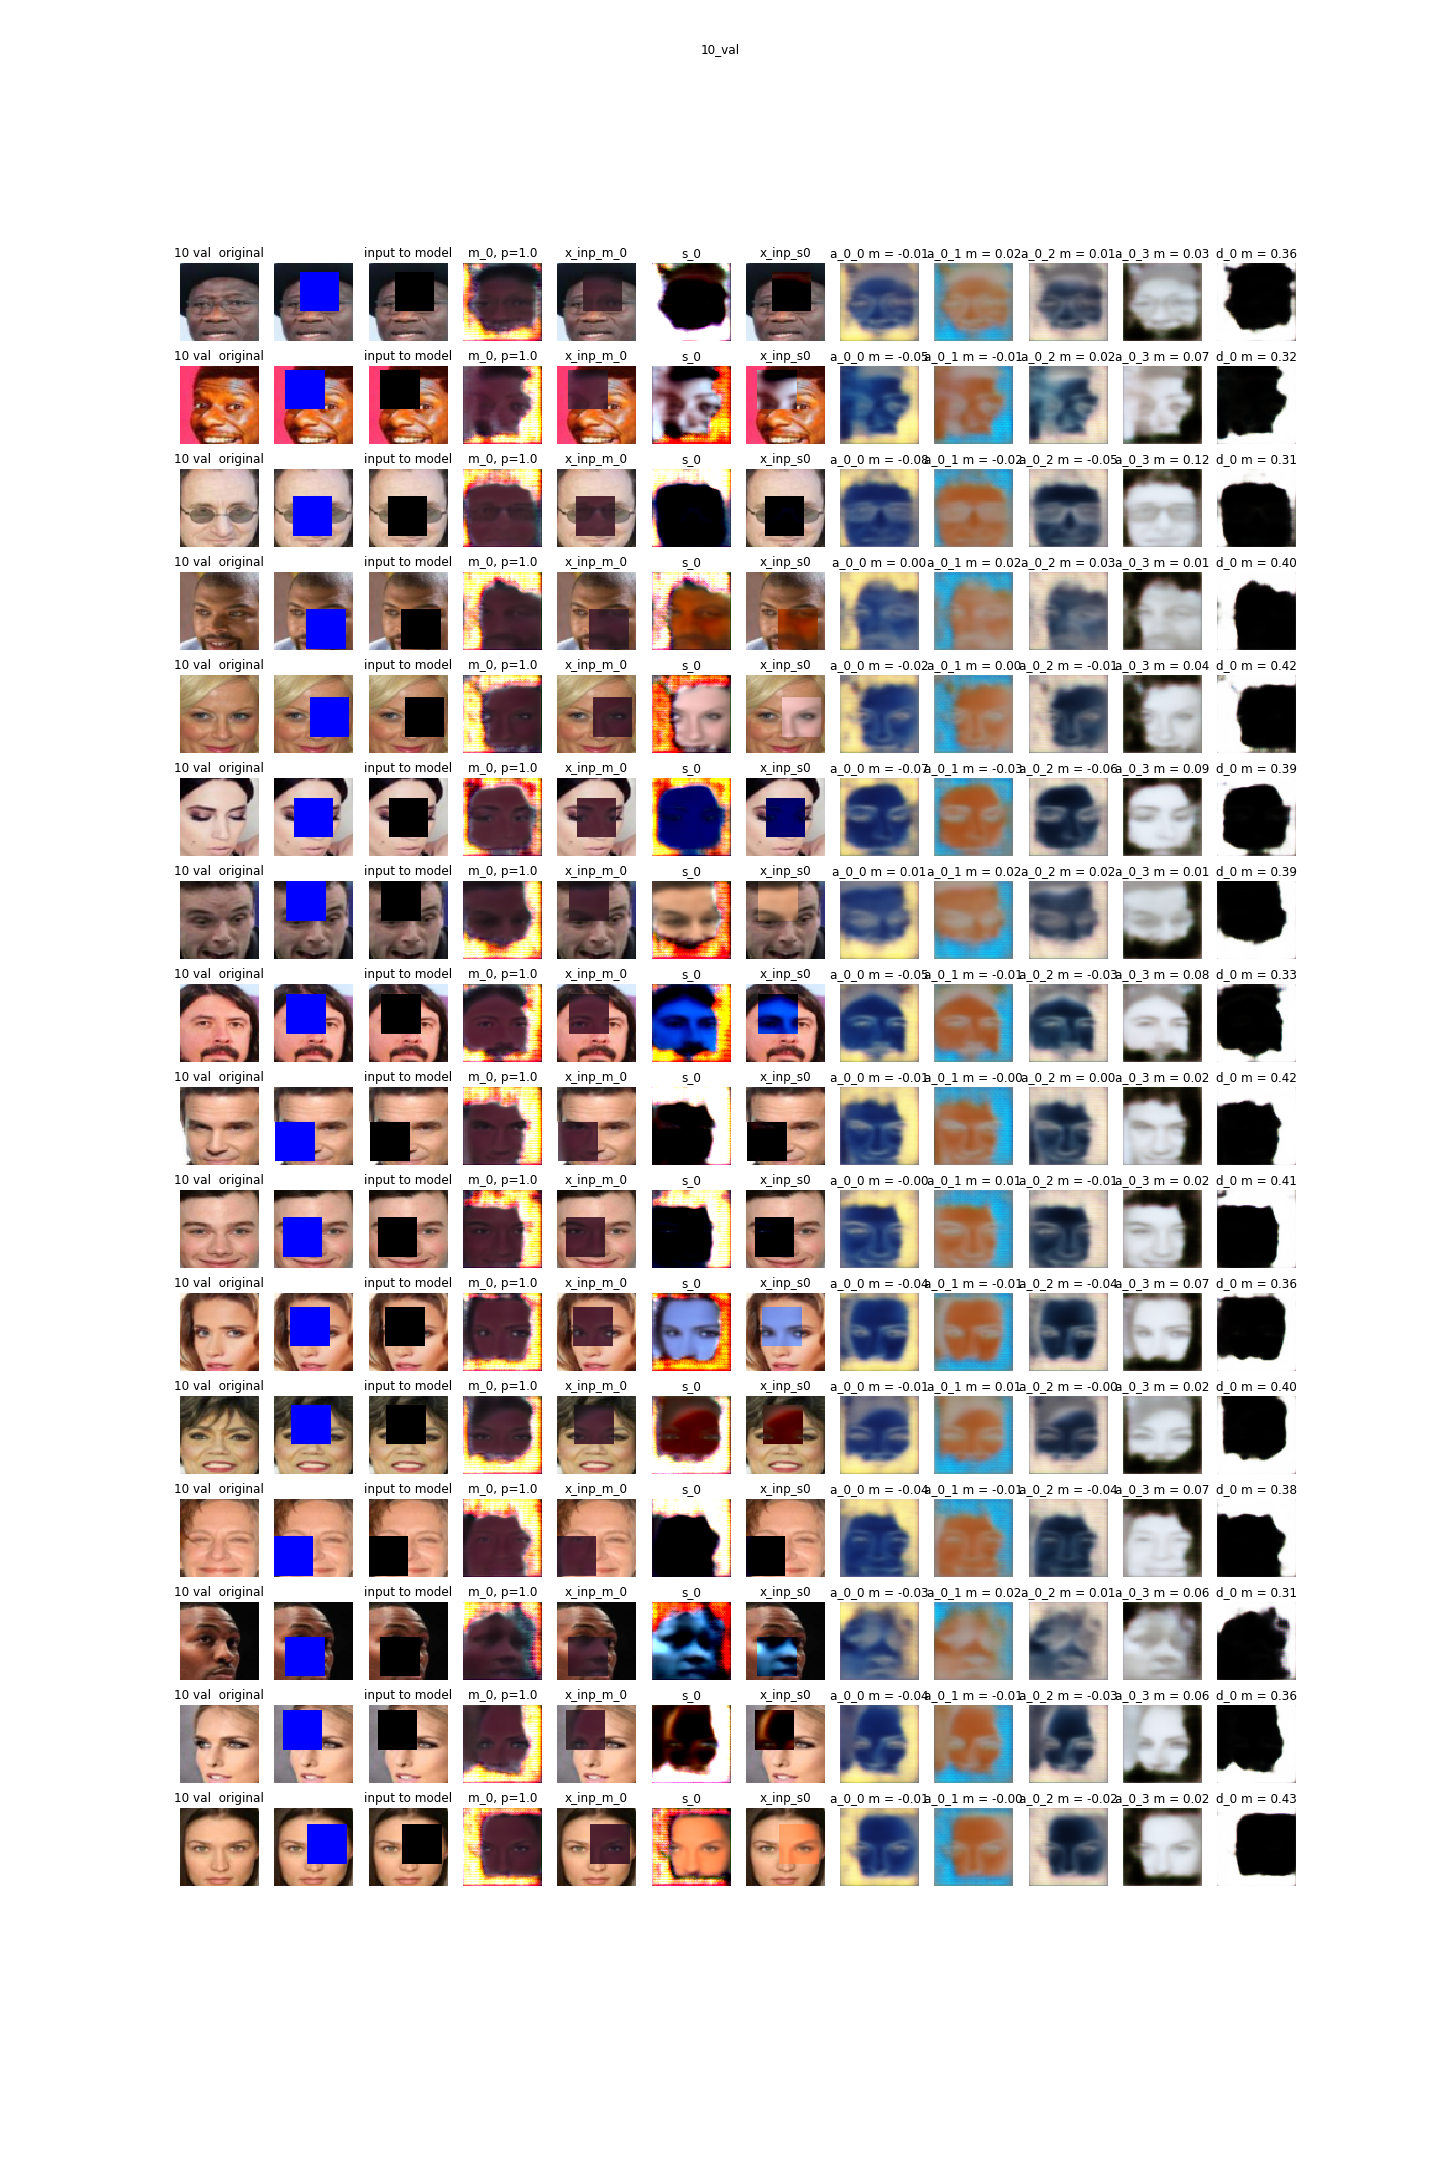 10_val
10 val  original input to model m_0, p=1.0 x_inp_m_0 s_0 x_inp_s0 a_0_0 m = -0.01 a_0_1 m = 0.02 a_0_2 m = 0.01 a_0_3 m = 0.03 d_0 m = 0.36
10 val  original input to model m_0, p=1.0 x_inp_m_0 s_0 x_inp_s0 a_0_0 m = -0.05 a_0_1 m = -0.01 a_0_2 m = 0.02 a_0_3 m = 0.07 d_0 m = 0.32
10 val  original input to model m_0, p=1.0 x_inp_m_0 s_0 x_inp_s0 a_0_0 m = -0.08 a_0_1 m = -0.02 a_0_2 m = -0.05 a_0_3 m = 0.12 d_0 m = 0.31
10 val  original input to model m_0, p=1.0 x_inp_m_0 s_0 x_inp_s0 a_0_0 m = 0.00 a_0_1 m = 0.02 a_0_2 m = 0.03 a_0_3 m = 0.01 d_0 m = 0.40
10 val  original input to model m_0, p=1.0 x_inp_m_0 s_0 x_inp_s0 a_0_0 m = -0.02 a_0_1 m = 0.00 a_0_2 m = -0.01 a_0_3 m = 0.04 d_0 m = 0.42
10 val  original input to model m_0, p=1.0 x_inp_m_0 s_0 x_inp_s0 a_0_0 m = -0.07 a_0_1 m = -0.03 a_0_2 m = -0.06 a_0_3 m = 0.09 d_0 m = 0.39
10 val  original input to model m_0, p=1.0 x_inp_m_0 s_0 x_inp_s0 a_0_0 m = 0.01 a_0_1 m = 0.02 a_0_2 m = 0.02 a_0_3 m = 0.01 d_0 m = 0.39
10 val  original input to model m_0, p=1.0 x_inp_m_0 s_0 x_inp_s0 a_0_0 m = -0.05 a_0_1 m = -0.01 a_0_2 m = -0.03 a_0_3 m = 0.08 d_0 m = 0.33
10 val  original input to model m_0, p=1.0 x_inp_m_0 s_0 x_inp_s0 a_0_0 m = -0.01 a_0_1 m = -0.00 a_0_2 m = 0.00 a_0_3 m = 0.02 d_0 m = 0.42
10 val  original input to model m_0, p=1.0 x_inp_m_0 s_0 x_inp_s0 a_0_0 m = -0.00 a_0_1 m = 0.01 a_0_2 m = -0.01 a_0_3 m = 0.02 d_0 m = 0.41
10 val  original input to model m_0, p=1.0 x_inp_m_0 s_0 x_inp_s0 a_0_0 m = -0.04 a_0_1 m = -0.01 a_0_2 m = -0.04 a_0_3 m = 0.07 d_0 m = 0.36
10 val  original input to model m_0, p=1.0 x_inp_m_0 s_0 x_inp_s0 a_0_0 m = -0.01 a_0_1 m = 0.01 a_0_2 m = -0.00 a_0_3 m = 0.02 d_0 m = 0.40
10 val  original input to model m_0, p=1.0 x_inp_m_0 s_0 x_inp_s0 a_0_0 m = -0.04 a_0_1 m = -0.01 a_0_2 m = -0.04 a_0_3 m = 0.07 d_0 m = 0.38
10 val  original input to model m_0, p=1.0 x_inp_m_0 s_0 x_inp_s0 a_0_0 m = -0.03 a_0_1 m = 0.02 a_0_2 m = 0.01 a_0_3 m = 0.06 d_0 m = 0.31
10 val  original input to model m_0, p=1.0 x_inp_m_0 s_0 x_inp_s0 a_0_0 m = -0.04 a_0_1 m = -0.01 a_0_2 m = -0.03 a_0_3 m = 0.06 d_0 m = 0.36
10 val  original input to model m_0, p=1.0 x_inp_m_0 s_0 x_inp_s0 a_0_0 m = -0.01 a_0_1 m = -0.00 a_0_2 m = -0.02 a_0_3 m = 0.02 d_0 m = 0.43